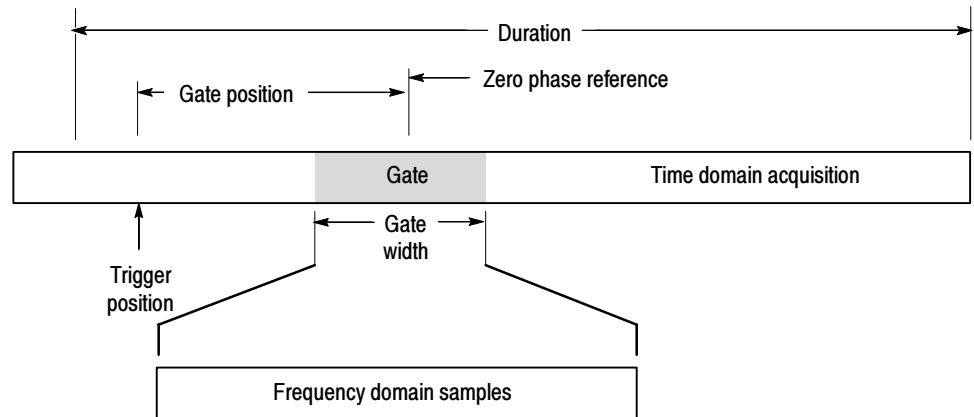 Duration
Zero phase reference
Gate position
Gate
Time domain acquisition
Gate
width
Trigger
position
Frequency domain samples